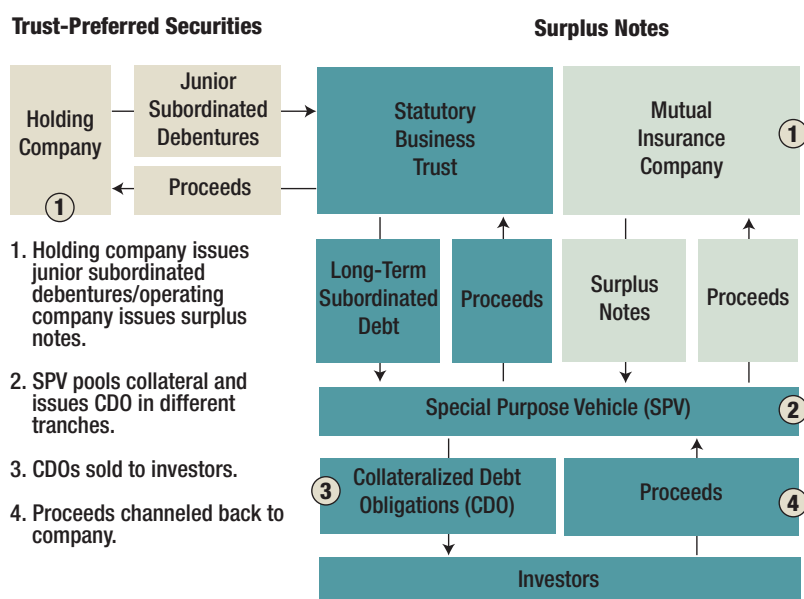 Trust-Preferred Securities
Surplus Notes
Holding
Company
1
Junior
Subordinated
Debentures
Proceeds
Statutory
Business
Trust
Mutual
Insurance
Company
1
1. Holding company issues
junior subordinated
debentures/operating
company issues surplus
notes.
2. SPV pools collateral and
issues CDO in different
tranches.
3. CDOs sold to investors.
4. Proceeds channeled back to
company.
Long-Term
Subordinated
Debt
Proceeds
Surplus
Notes
Proceeds
Special Purpose Vehicle (SPV)
2
3
Collateralized Debt
Obligations (CDO)
Proceeds
4
Investors